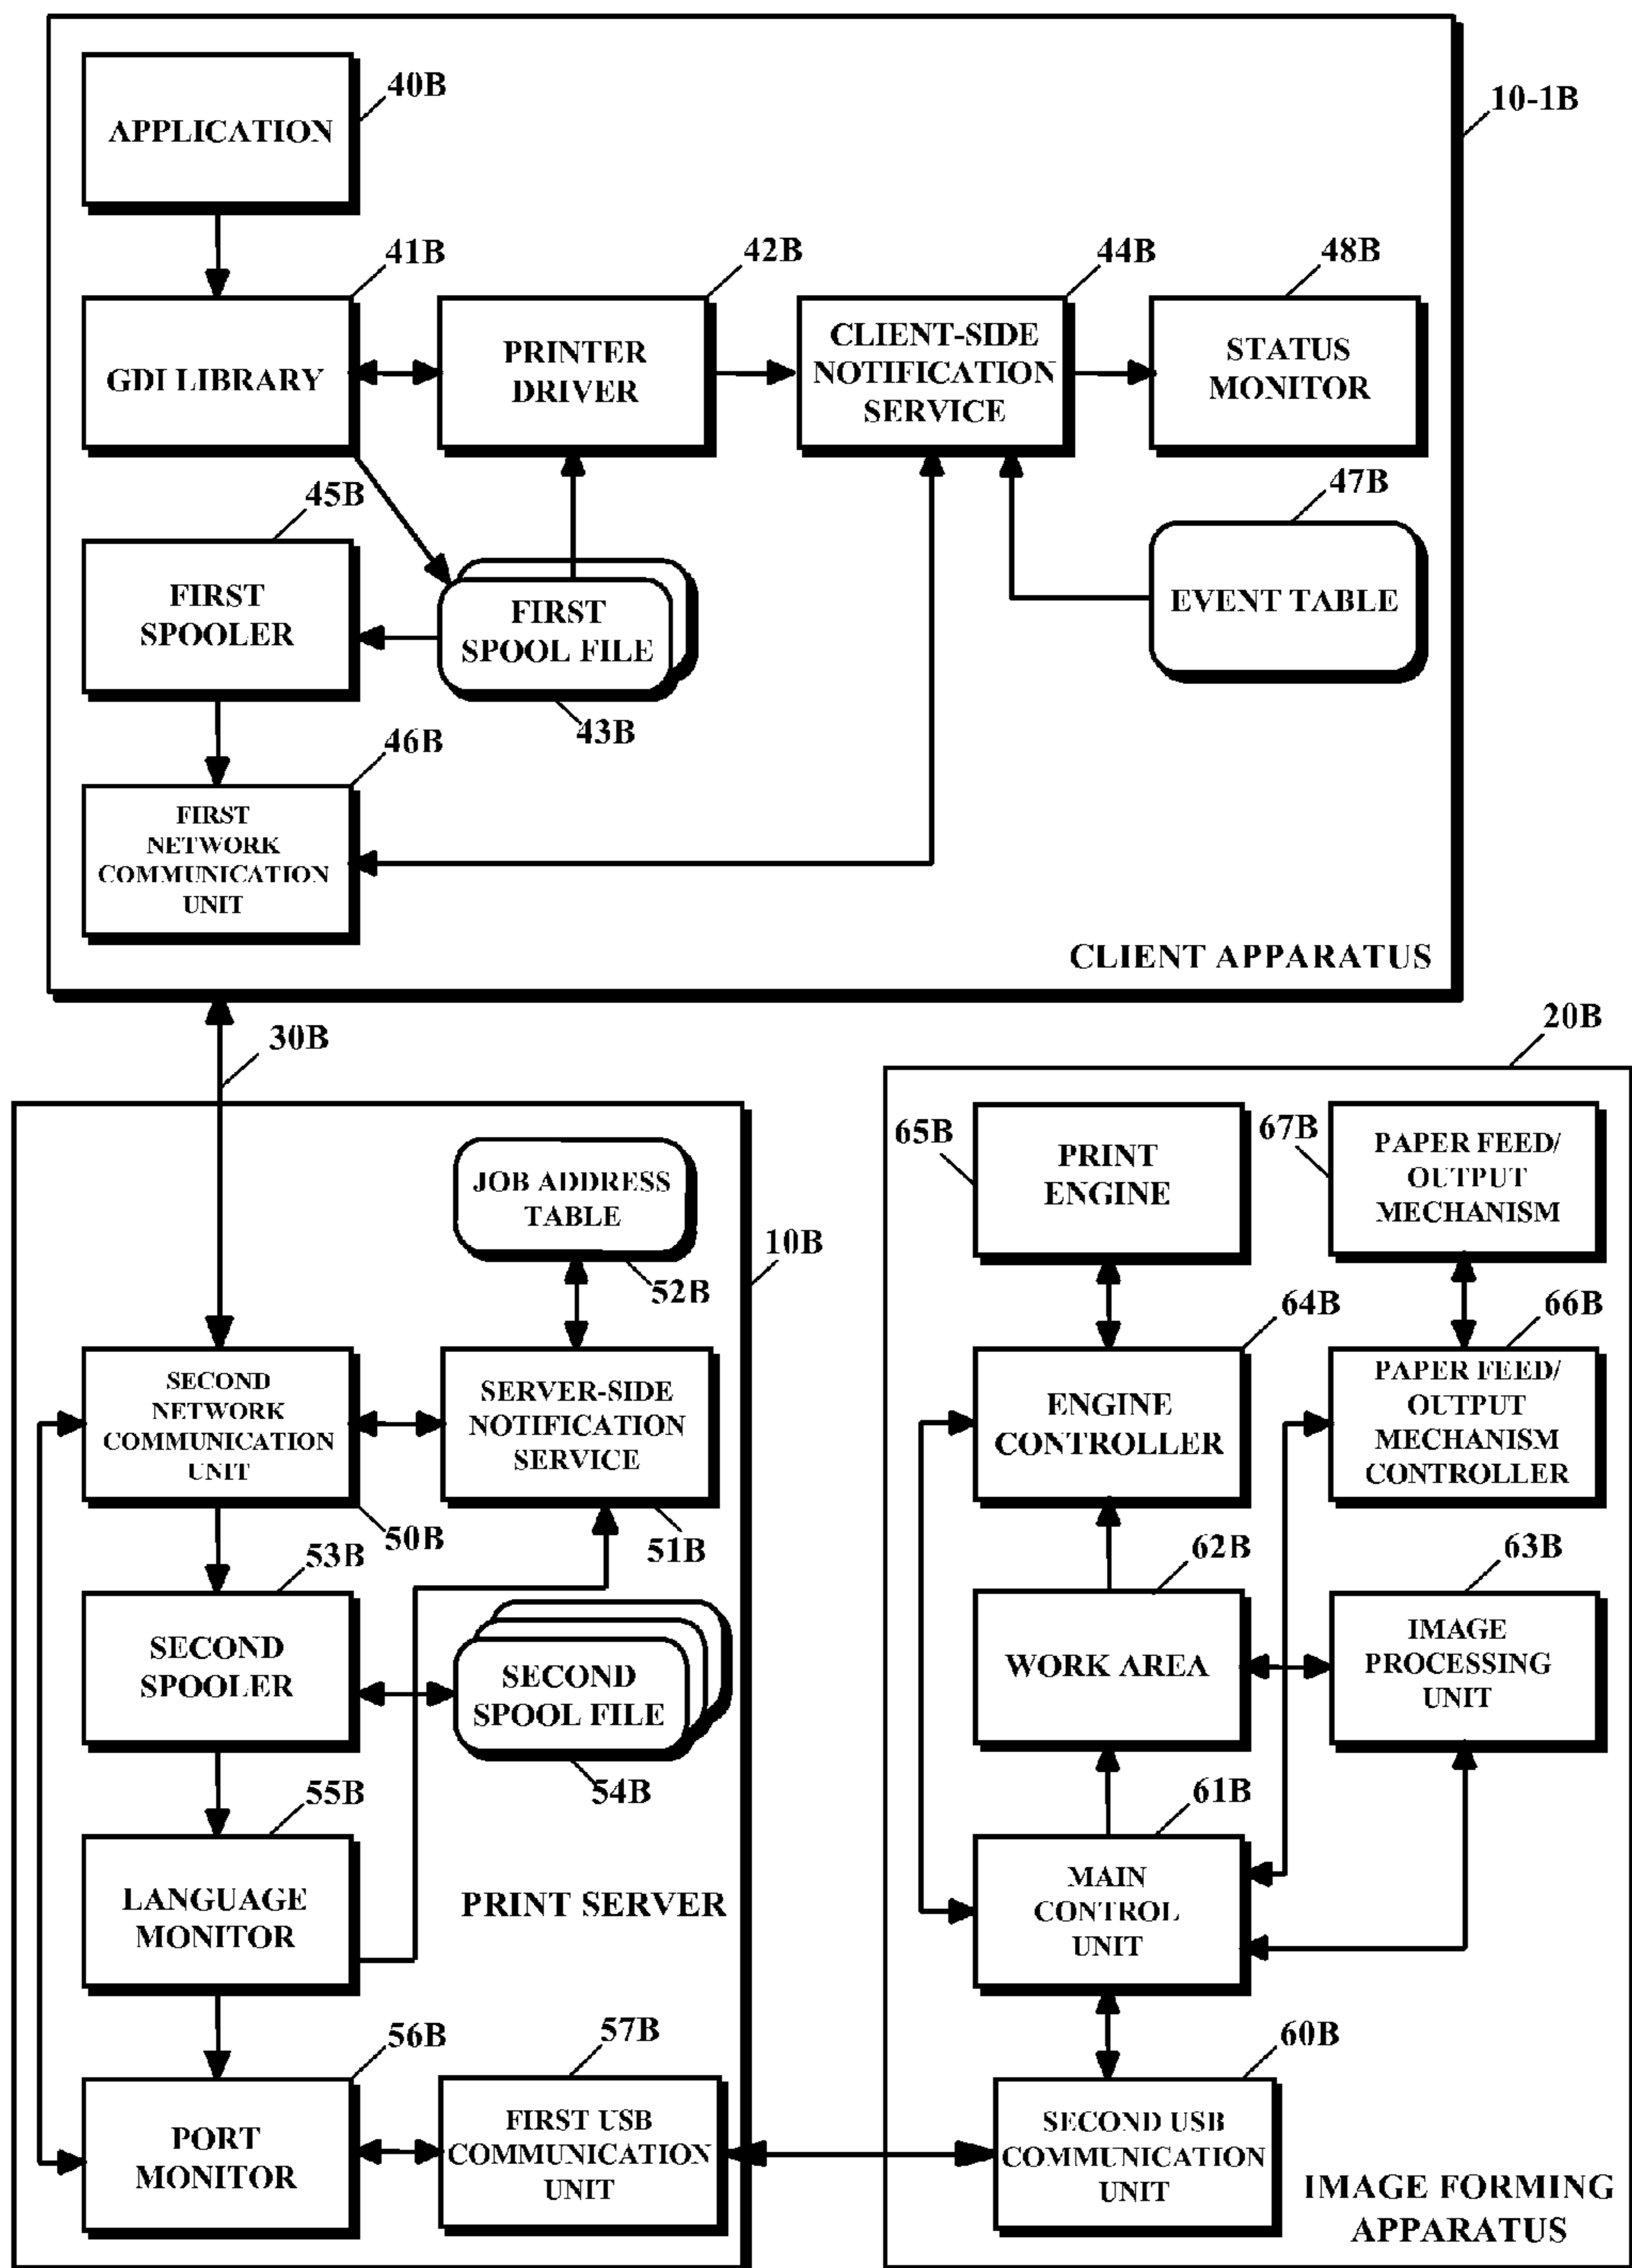 40B
APPLICATION
10-1B
41B
42B
44B
48B
GDI LIBRARY
PRINTER
DRIVER
CLIENT-SIDE
NOTIFICATION
SERVICE
STATUS
MONITOR
45B
47B
FIRST
SPOOLER
FIRST
SPOOL FILE
EVENT TABLE
43B
46B
FIRST
NETWORK
COMMUNICATION
UNIT
CLIENT APPARATUS
30B
20B
JOB ADDRESS
TABLE
52B
10B
65B
PRINT
ENGINE
67B
PAPER FEED/
OUTPUT
MECHANISM
64B
66B
SECOND
NETWORK
COMMUNICATION
UNIT
SERVER-SIDE
NOTIFICATION
SERVICE
ENGINE
CONTROLLER
PAPER FEED/
OUTPUT
MECHANISM
CONTROLLER
50B
51B
53B
62B
63B
SECOND
SPOOLER
SECOND
SPOOL FILE
54B
WORK AREA
IMAGE
PROCESSING
UNIT
55B
61B
LANGUAGE
MONITOR
PRINT SERVER
MAIN
CONTROL
UNIT
56B
57B
60B
PORT
MONITOR
FIRST USB
COMMUNICATION
UNIT
SECOND USB
COMMUNICATION
UNIT
IMAGE FORMING
APPARATUS